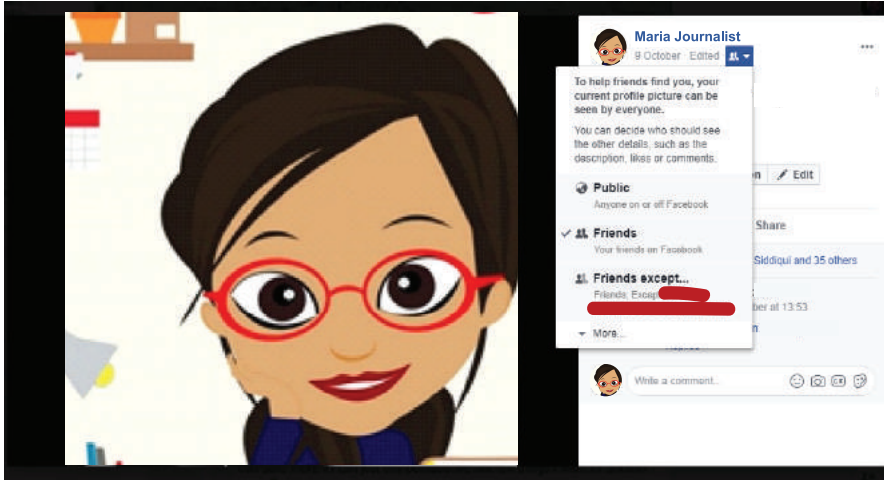 Maria Journalist
9 October · Edited
To help friends find you, your
current profile picture can be
seen by everyone.
You can decide who should see
the other details, such as the
description, likes or comments.
Public
Anyone on or off Facebook
Friends
Your friends on Facebook
Friends except...
Friends; Except
More...
Edit
Share
Siddiqui and 35 others
at 13:53
Write a comment...